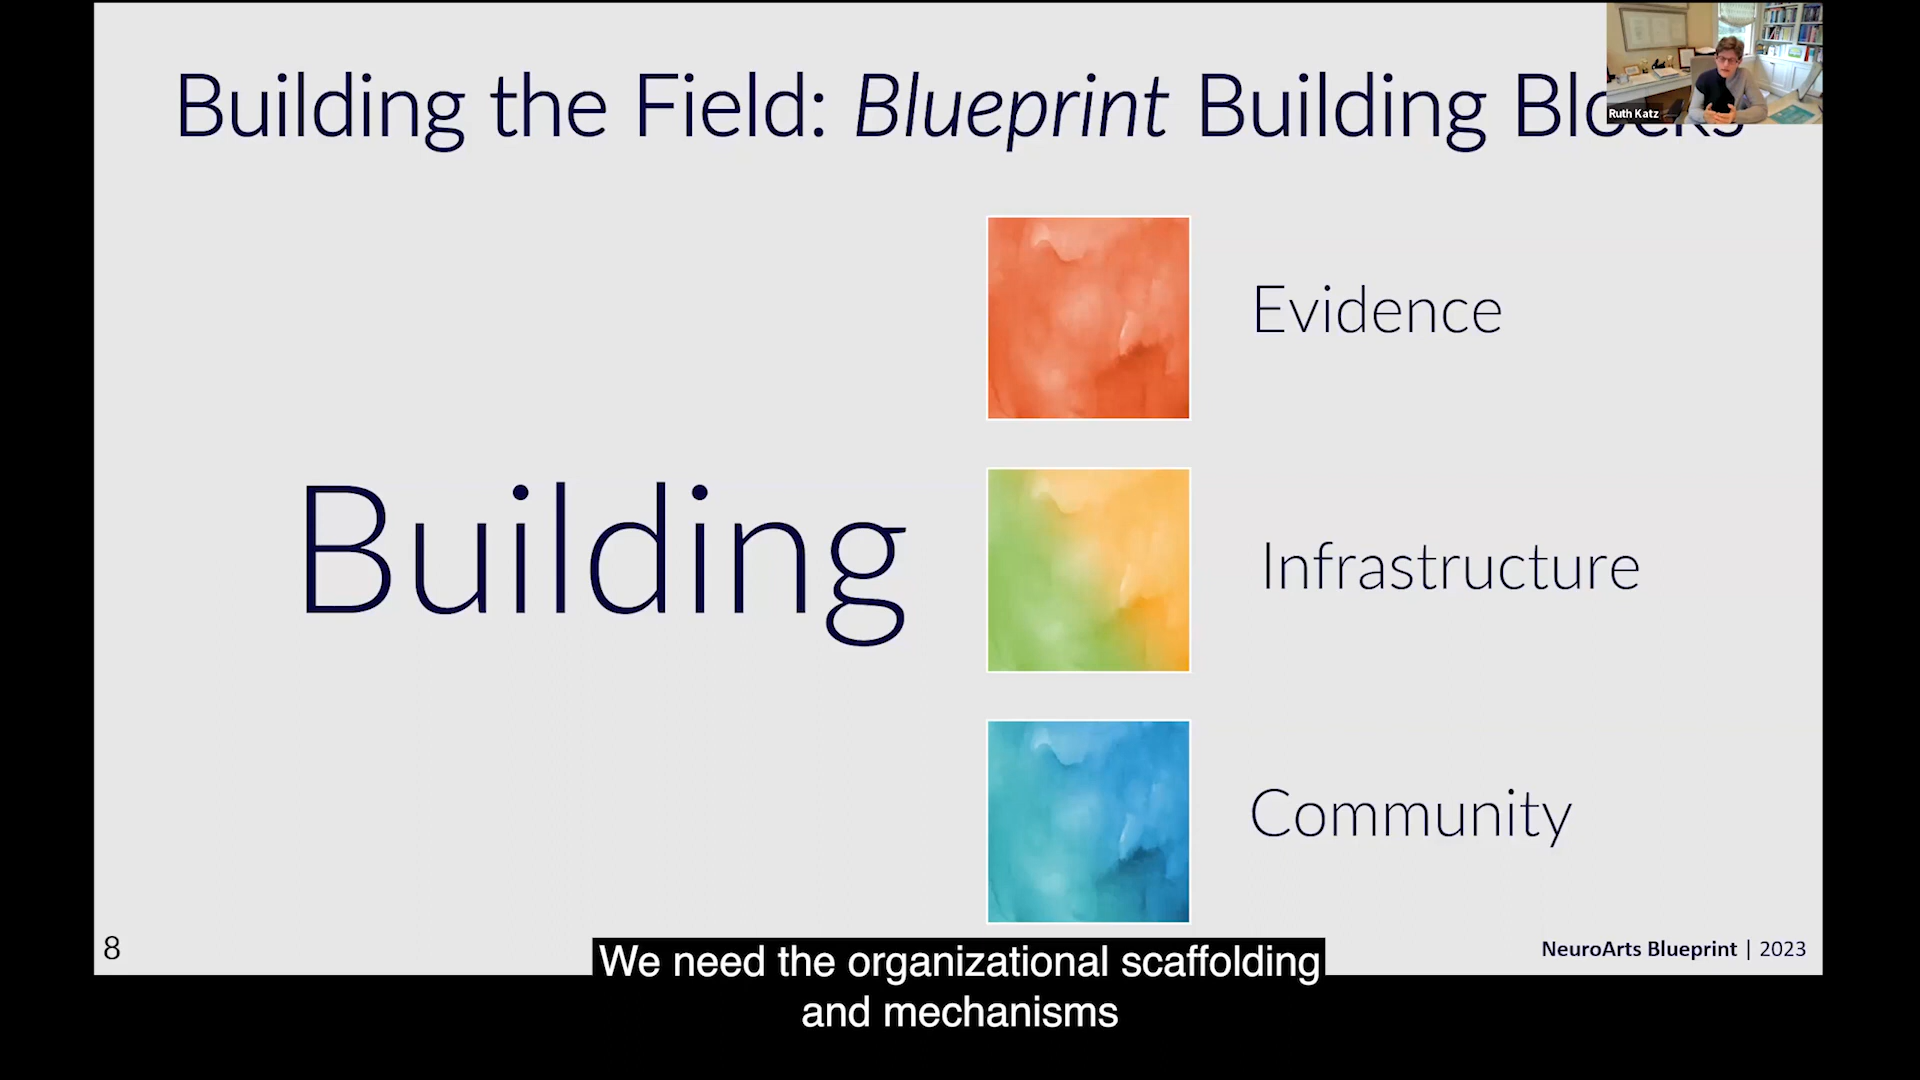 Building the Field: Blueprint Building Blocks
Ruth Katz
Evidence
Building
Infrastructure
Community
8
NeuroArts Blueprint | 2023
We need the organizational scaffolding
and mechanisms